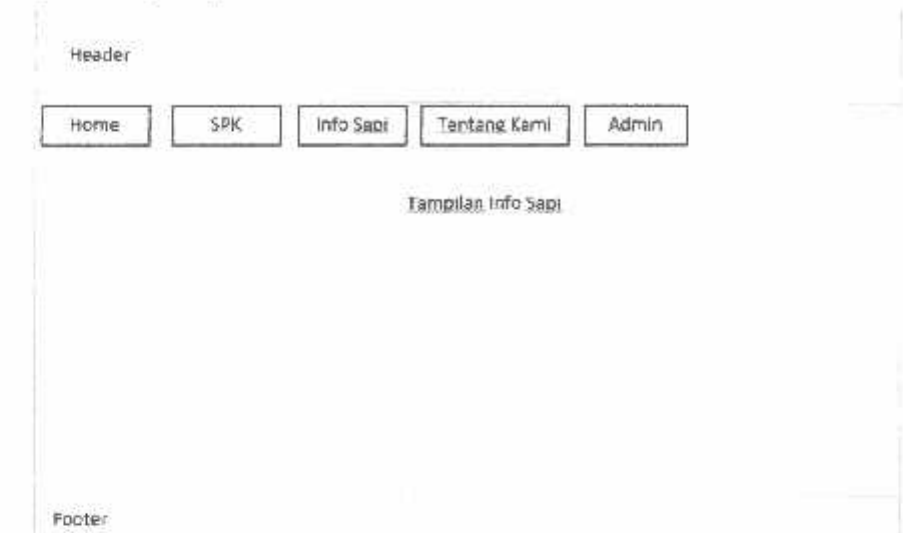 Header
Home SPK Info Sapi Tentang Kami Admin
Tampilan Info Sapi
Footer